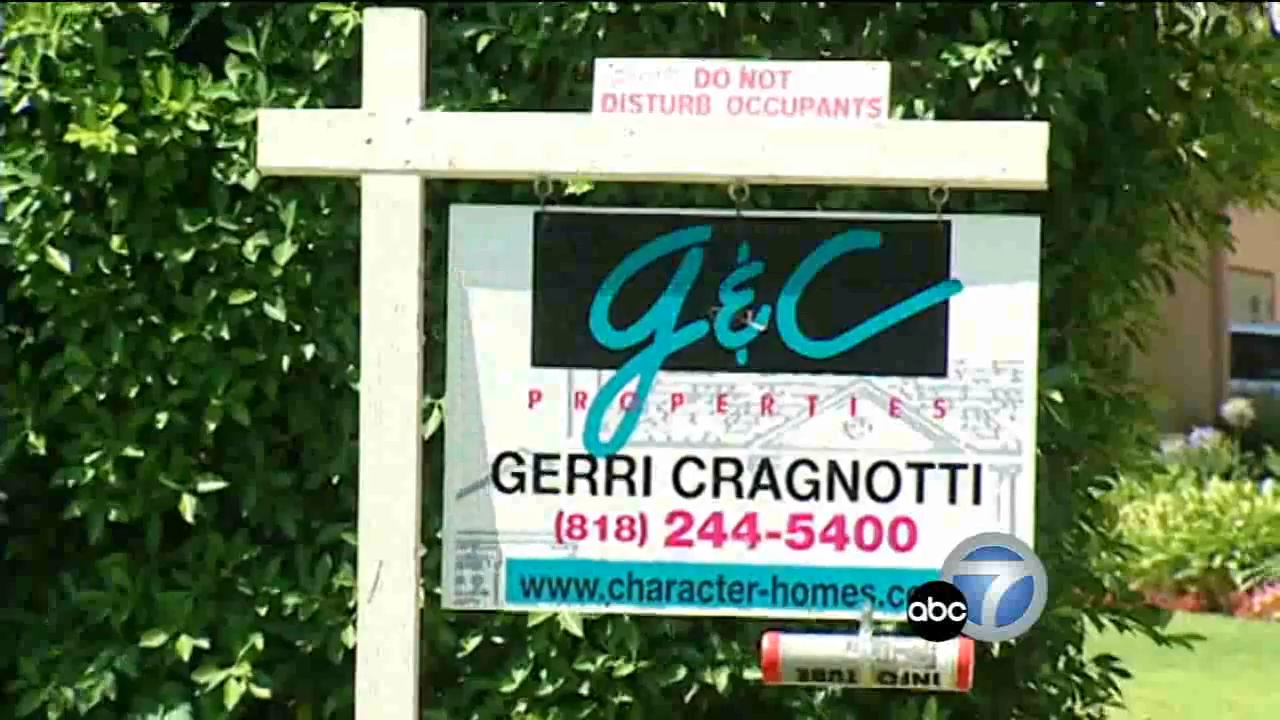 DO NOT
DISTURB OCCUPANTS
g&C
PROPERTIES
GERRI CRAGNOTTI
(818) 244-5400
www.character-homes.c
abc 7
INFO TUBE